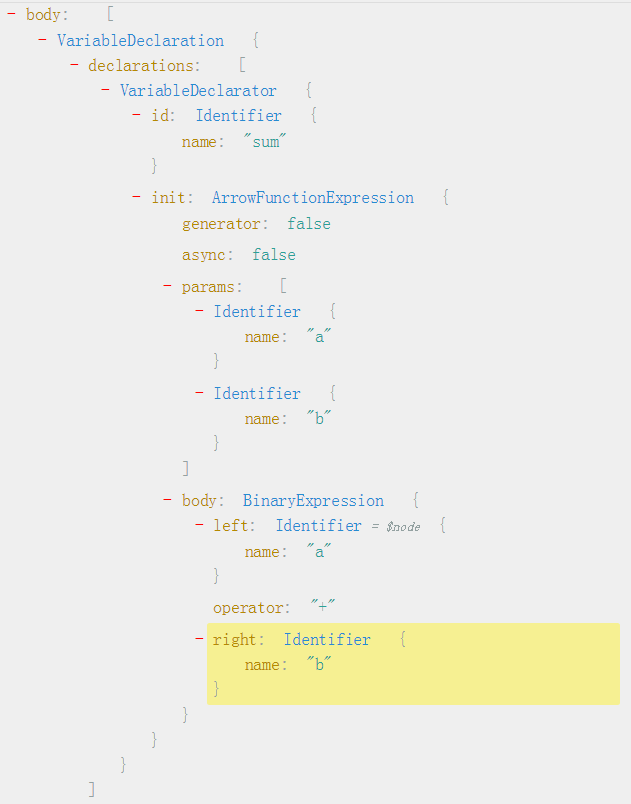 - body: [
- VariableDeclaration {
- declarations: [
- VariableDeclarator {
- id: Identifier {
name: "sum"
}
- init: ArrowFunctionExpression {
generator: false
async: false
- params: [
- Identifier {
name: "a"
}
- Identifier {
name: "b"
}
]
- body: BinaryExpression {
- left: Identifier = $node {
name: "a"
}
operator: "+"
- right: Identifier {
name: "b"
}
}
}
}
]